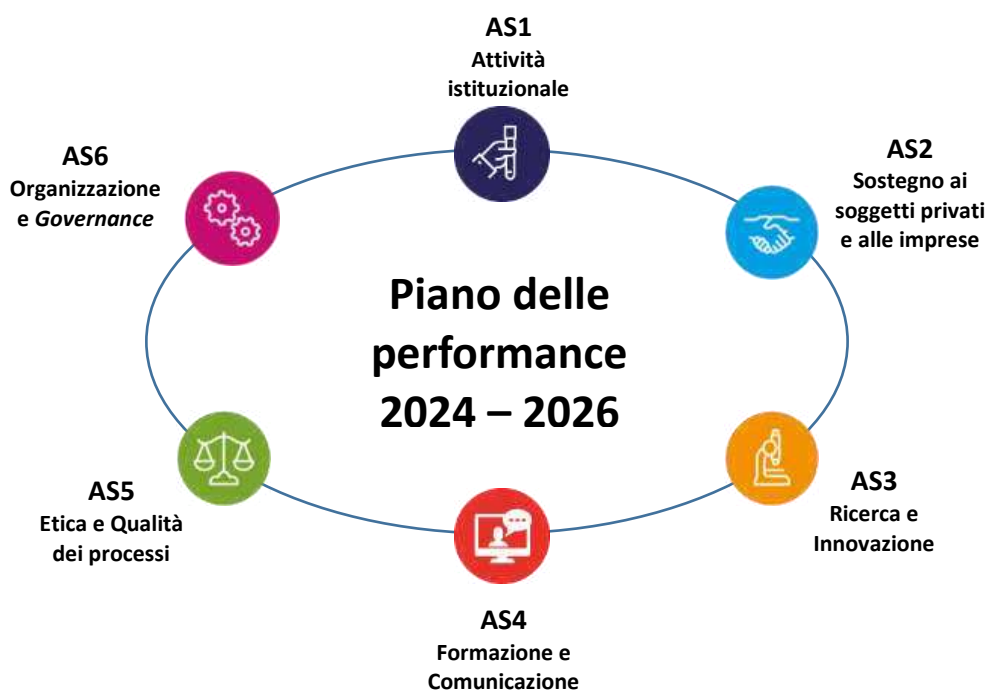 AS1
Attività
istituzionale
AS2
Sostegno ai
soggetti privati
e alle imprese
AS3
Ricerca e
Innovazione
AS4
Formazione e
Comunicazione
AS5
Etica e Qualità
dei processi
AS6
Organizzazione
e Governance
Piano delle
performance
2024 – 2026